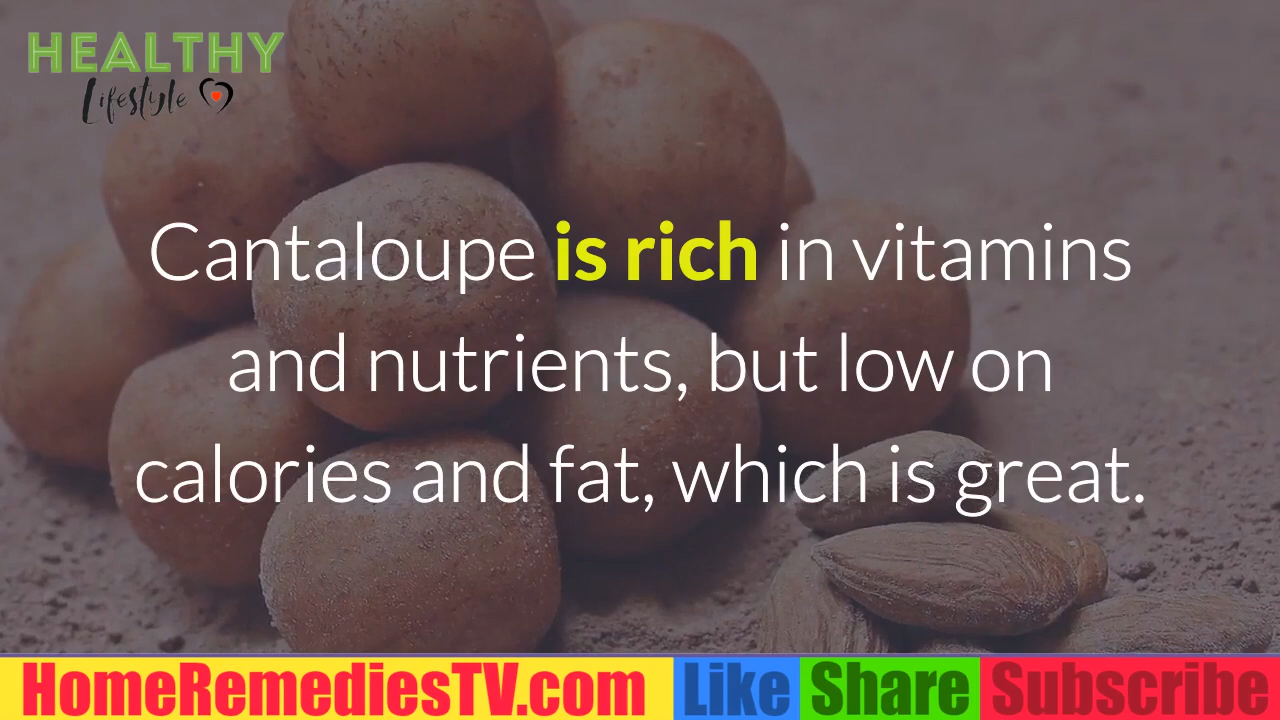 HEALTHY
Lifestyle
Cantaloupe is rich in vitamins
and nutrients, but low on
calories and fat, which is great.
HomeRemediesTV.com Like Share Subscribe